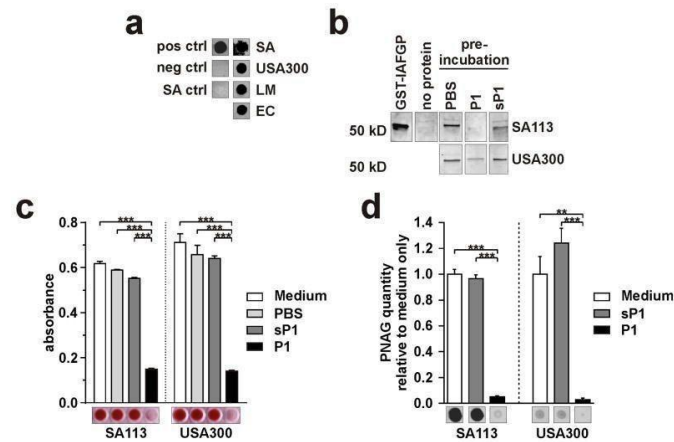 a
pos ctrl SA
neg ctrl USA300
SA ctrl LM
EC
b
GST-IAFGP
no protein
pre-
incubation
PBS
P1
sP1
50 kD SA113
50 kD USA300
c
absorbance
0.8
0.6
0.4
0.2
0.0
*** *** ***
*** *** ***
Medium
PBS
sP1
P1
SA113 USA300
d
PNAG quantity
relative to medium only
1.4
1.2
1.0
0.8
0.6
0.4
0.2
0.0
*** ***
** ***
Medium
sP1
P1
SA113 USA300